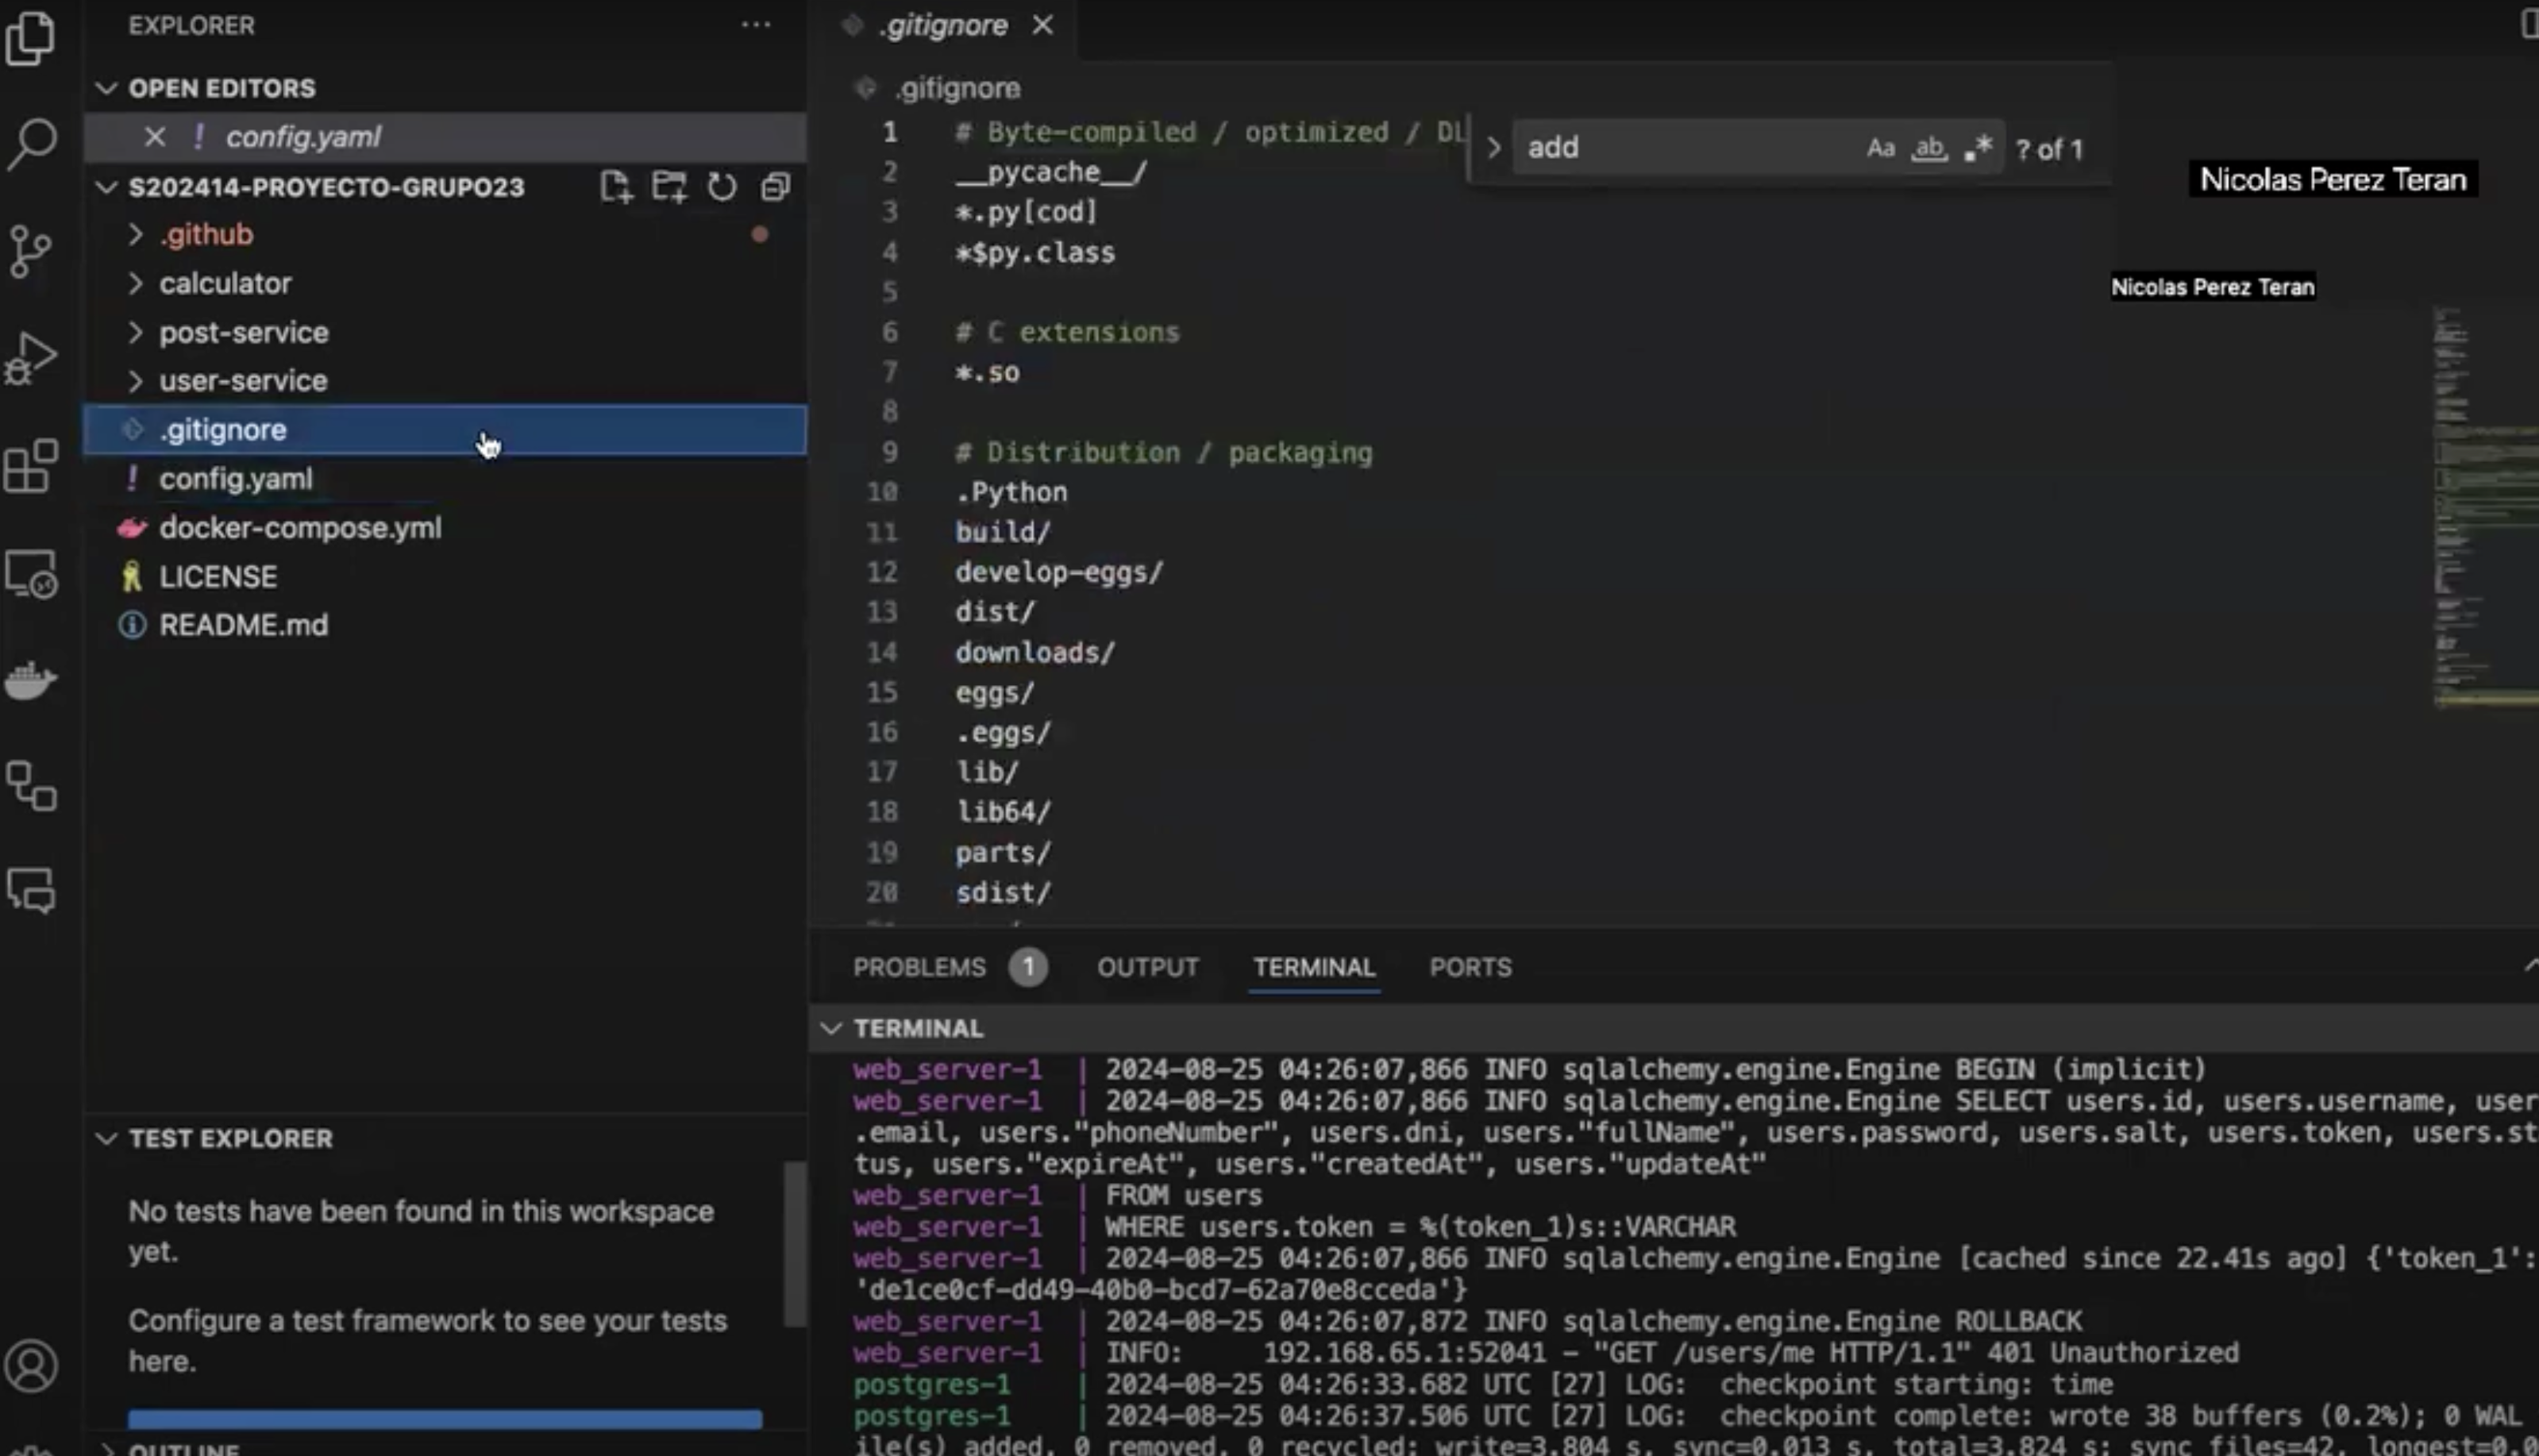 EXPLORER
OPEN EDITORS
config.yaml
S202414-PROYECTO-GRUPO23
.github
calculator
post-service
user-service
.gitignore
config.yaml
docker-compose.yml
LICENSE
README.md
TEST EXPLORER
No tests have been found in this workspace
yet.
Configure a test framework to see your tests
here.
OUTLINE
.gitignore
.gitignore
add
Aa ab .* ? of 1
Nicolas Perez Teran
Nicolas Perez Teran
1 # Byte-compiled / optimized / DL
2 __pycache__/
3 *.py[cod]
4 *$py.class
5
6 # C extensions
7 *.so
8
9 # Distribution / packaging
10 .Python
11 build/
12 develop-eggs/
13 dist/
14 downloads/
15 eggs/
16 .eggs/
17 lib/
18 lib64/
19 parts/
20 sdist/
PROBLEMS 1 OUTPUT TERMINAL PORTS
TERMINAL
web_server-1 | 2024-08-25 04:26:07,866 INFO sqlalchemy.engine.Engine BEGIN (implicit)
web_server-1 | 2024-08-25 04:26:07,866 INFO sqlalchemy.engine.Engine SELECT users.id, users.username, user
.email, users."phoneNumber", users.dni, users."fullName", users.password, users.salt, users.token, users.st
tus, users."expireAt", users."createdAt", users."updateAt"
web_server-1 | FROM users
web_server-1 | WHERE users.token = %(token_1)s::VARCHAR
web_server-1 | 2024-08-25 04:26:07,866 INFO sqlalchemy.engine.Engine [cached since 22.41s ago] {'token_1':
'de1ce0cf-dd49-40b0-bcd7-62a70e8cceda'}
web_server-1 | 2024-08-25 04:26:07,872 INFO sqlalchemy.engine.Engine ROLLBACK
web_server-1 | INFO: 192.168.65.1:52041 - "GET /users/me HTTP/1.1" 401 Unauthorized
postgres-1 | 2024-08-25 04:26:33.682 UTC [27] LOG: checkpoint starting: time
postgres-1 | 2024-08-25 04:26:37.506 UTC [27] LOG: checkpoint complete: wrote 38 buffers (0.2%); 0 WAL
ile(s) added, 0 removed, 0 recycled; write=3.804 s, sync=0.013 s, total=3.824 s; sync files=42, longest=0.0